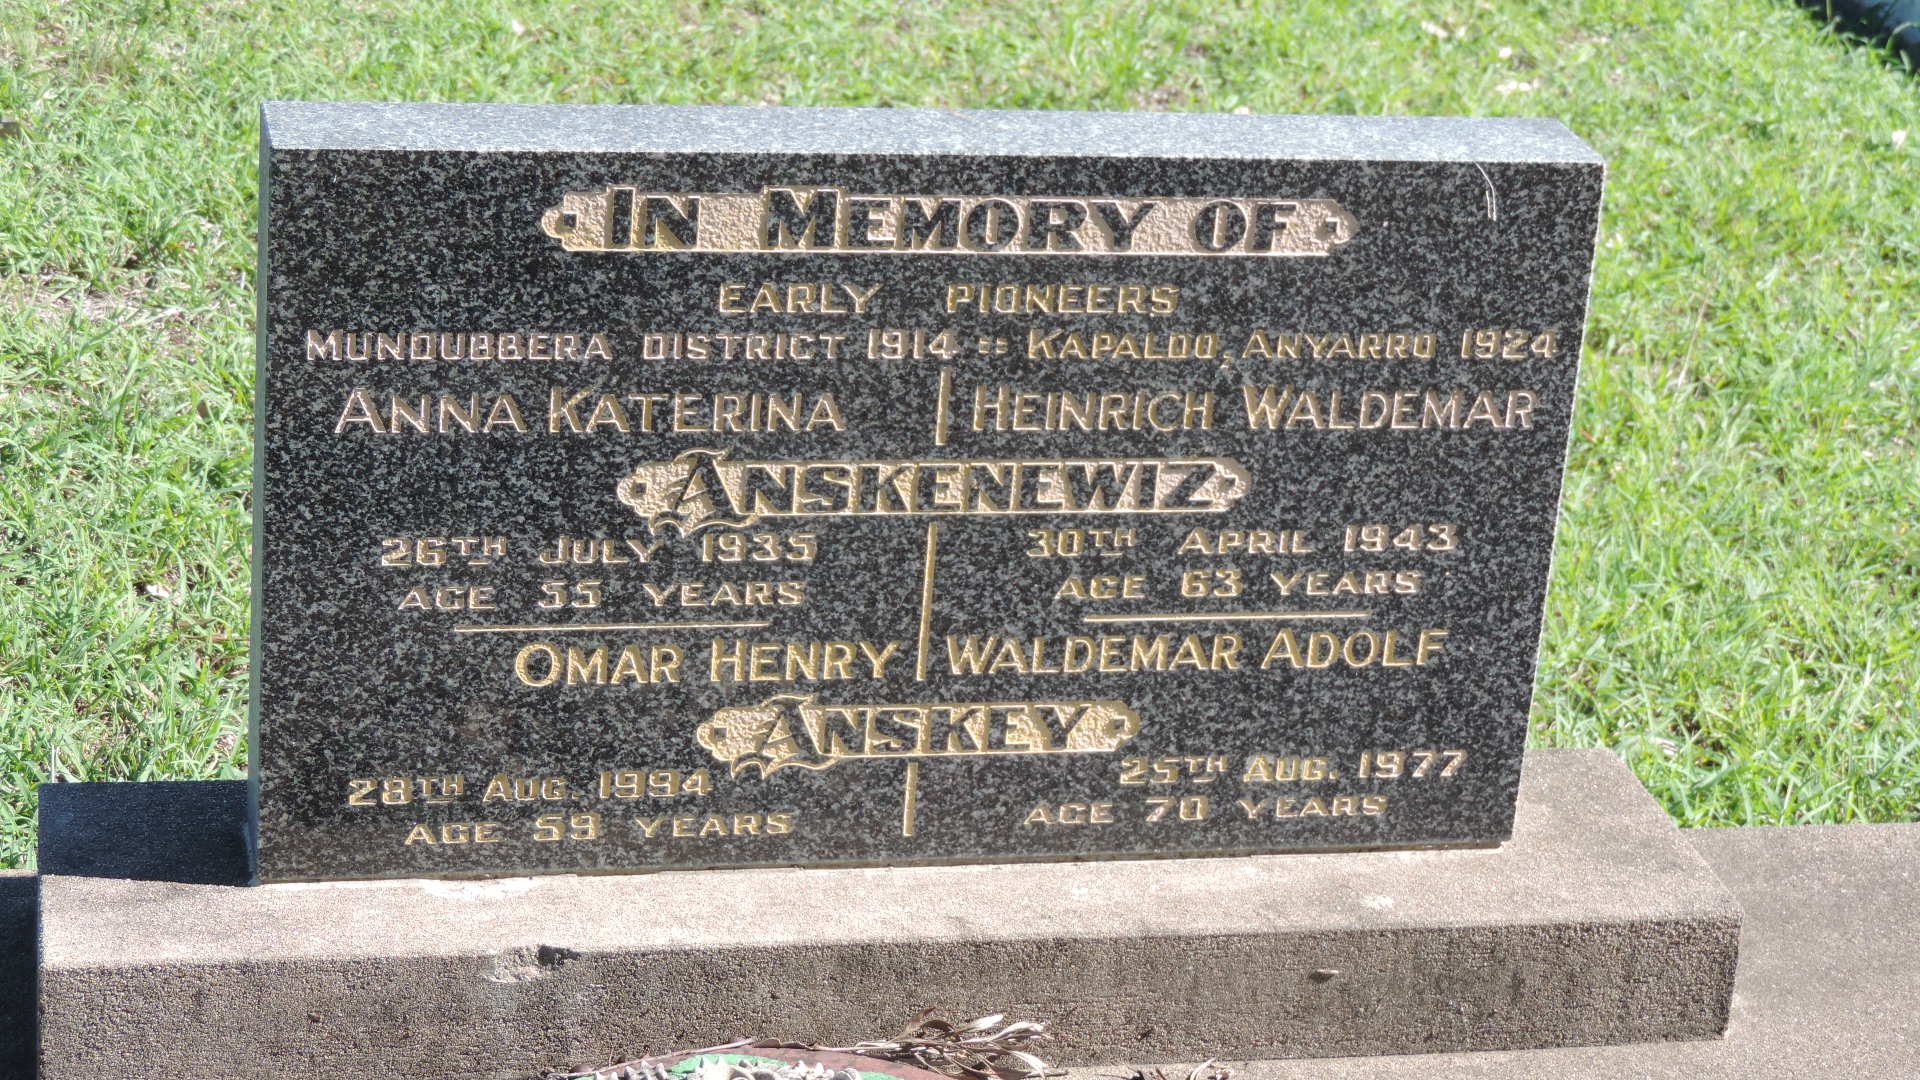 IN MEMORY OF
EARLY PIONEERS
MUNDUBBERA DISTRICT 1914 :: KAPALDO, ANYARRO 1924
ANNA KATERINA HEINRICH WALDEMAR
ANSKENEWIZ
26TH JULY 1935 30TH APRIL 1943
AGE 55 YEARS AGE 63 YEARS
OMAR HENRY WALDEMAR ADOLF
ANSKEY
28TH AUG. 1994 25TH AUG. 1977
AGE 59 YEARS AGE 70 YEARS